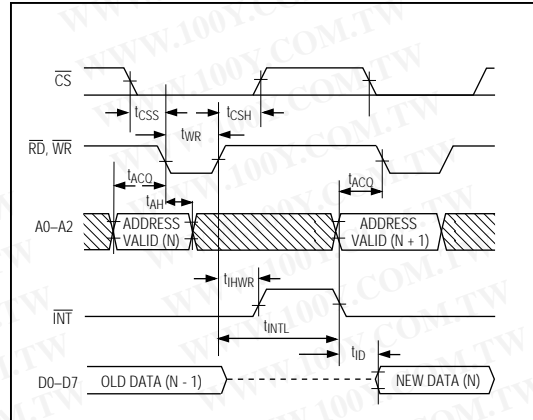 WWW.100Y.COM.TW
CS
tCSS
tCSH
tWR
RD, WR
tACQ
tACQ
tAH
A0–A2
ADDRESS
VALID (N)
ADDRESS
VALID (N + 1)
tIHWR
INT
tINTL
tID
D0–D7
OLD DATA (N - 1)
NEW DATA (N)